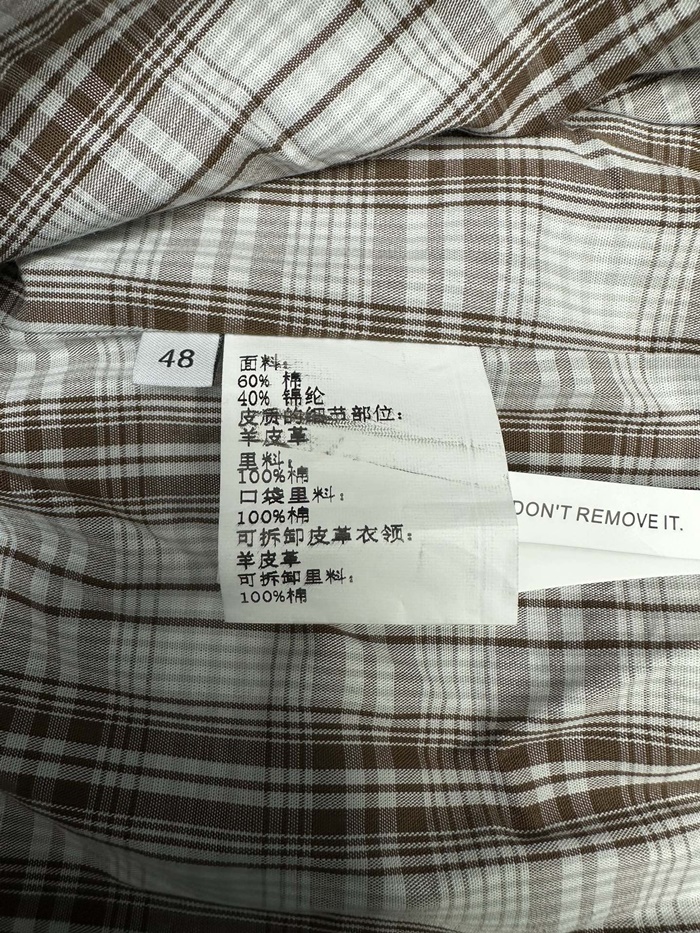 48
面料:
60% 棉
40% 锦纶
皮质的细节部位:
羊皮革
里料:
100%棉
口袋里料:
100%棉
可拆卸皮革衣领:
羊皮革
可拆卸里料:
100%棉
DON'T REMOVE IT.